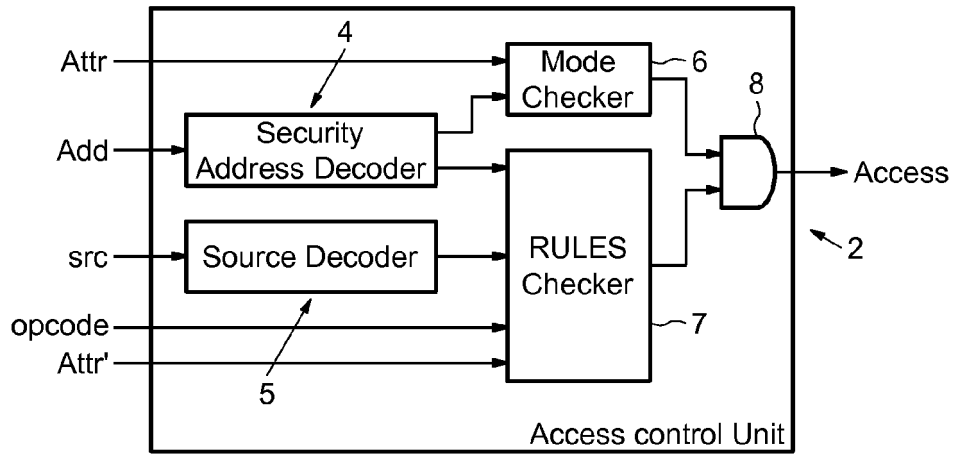 Attr
4
Mode
Checker
6
8
Add
Security
Address Decoder
Access
src
Source Decoder
RULES
Checker
2
opcode
Attr'
5
7
Access control Unit